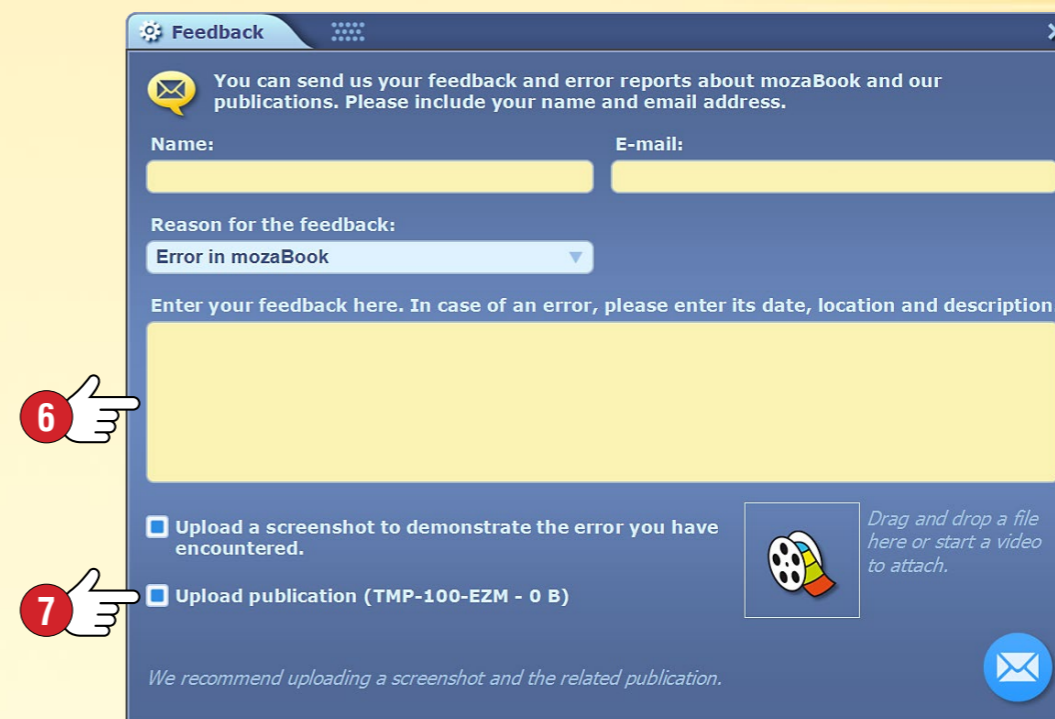 Feedback
You can send us your feedback and error reports about mozaBook and our
publications. Please include your name and email address.
Name:
E-mail:
Reason for the feedback:
Error in mozaBook
Enter your feedback here. In case of an error, please enter its date, location and description
6
Upload a screenshot to demonstrate the error you have
encountered.
Drag and drop a file
here or start a video
to attach.
7
Upload publication (TMP-100-EZM - 0 B)
We recommend uploading a screenshot and the related publication.